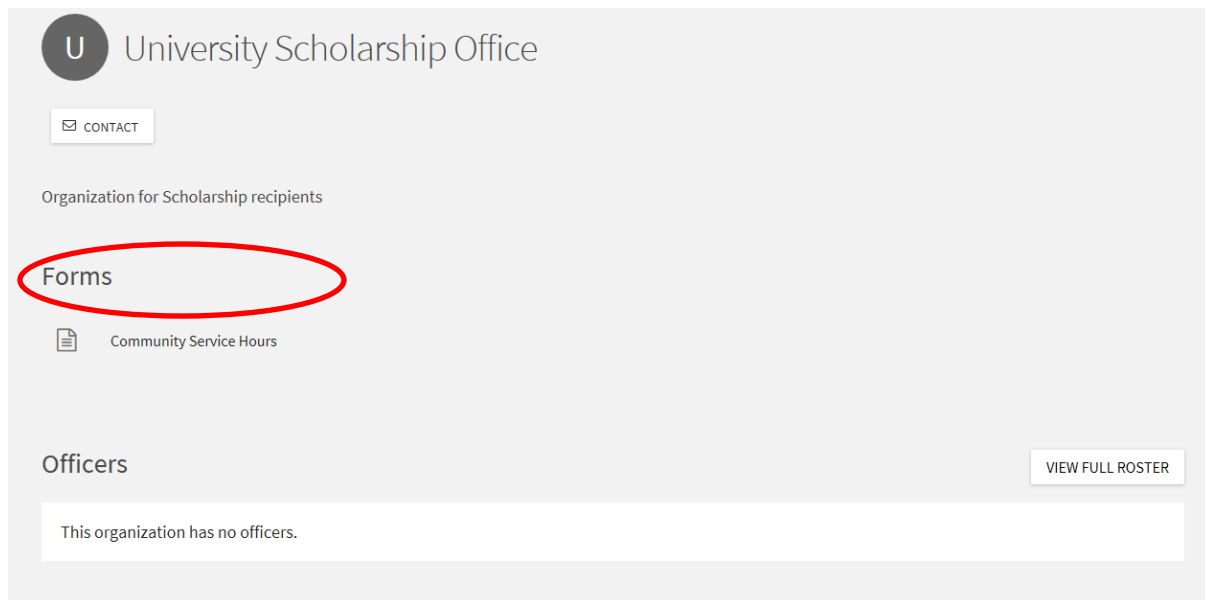 U
University Scholarship Office
CONTACT
Organization for Scholarship recipients
Forms
Community Service Hours
Officers
VIEW FULL ROSTER
This organization has no officers.